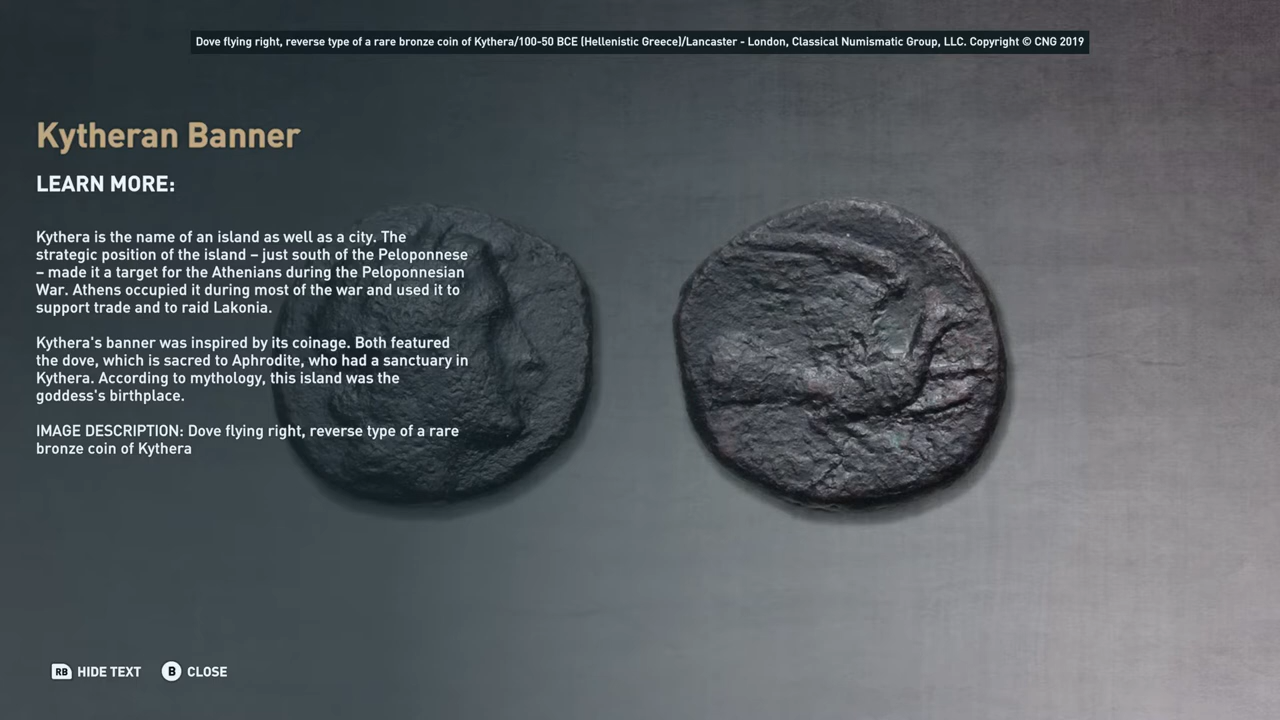 Dove flying right, reverse type of a rare bronze coin of Kythera/100-50 BCE (Hellenistic Greece)/Lancaster - London, Classical Numismatic Group, LLC. Copyright © CNG 2019
Kytheran Banner
LEARN MORE:
Kythera is the name of an island as well as a city. The
strategic position of the island – just south of the Peloponnese
– made it a target for the Athenians during the Peloponnesian
War. Athens occupied it during most of the war and used it to
support trade and to raid Lakonia.
Kythera's banner was inspired by its coinage. Both featured
the dove, which is sacred to Aphrodite, who had a sanctuary in
Kythera. According to mythology, this island was the
goddess's birthplace.
IMAGE DESCRIPTION: Dove flying right, reverse type of a rare
bronze coin of Kythera
RB HIDE TEXT B CLOSE